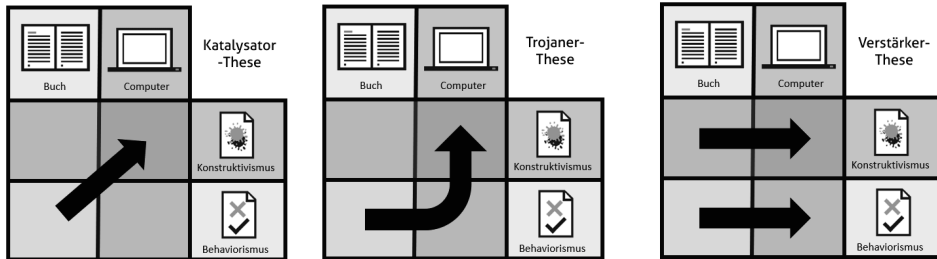 Katalysator
-These
Buch
Computer
Konstruktivismus
Behaviorismus
Trojaner-
These
Buch
Computer
Konstruktivismus
Behaviorismus
Verstärker-
These
Buch
Computer
Konstruktivismus
Behaviorismus